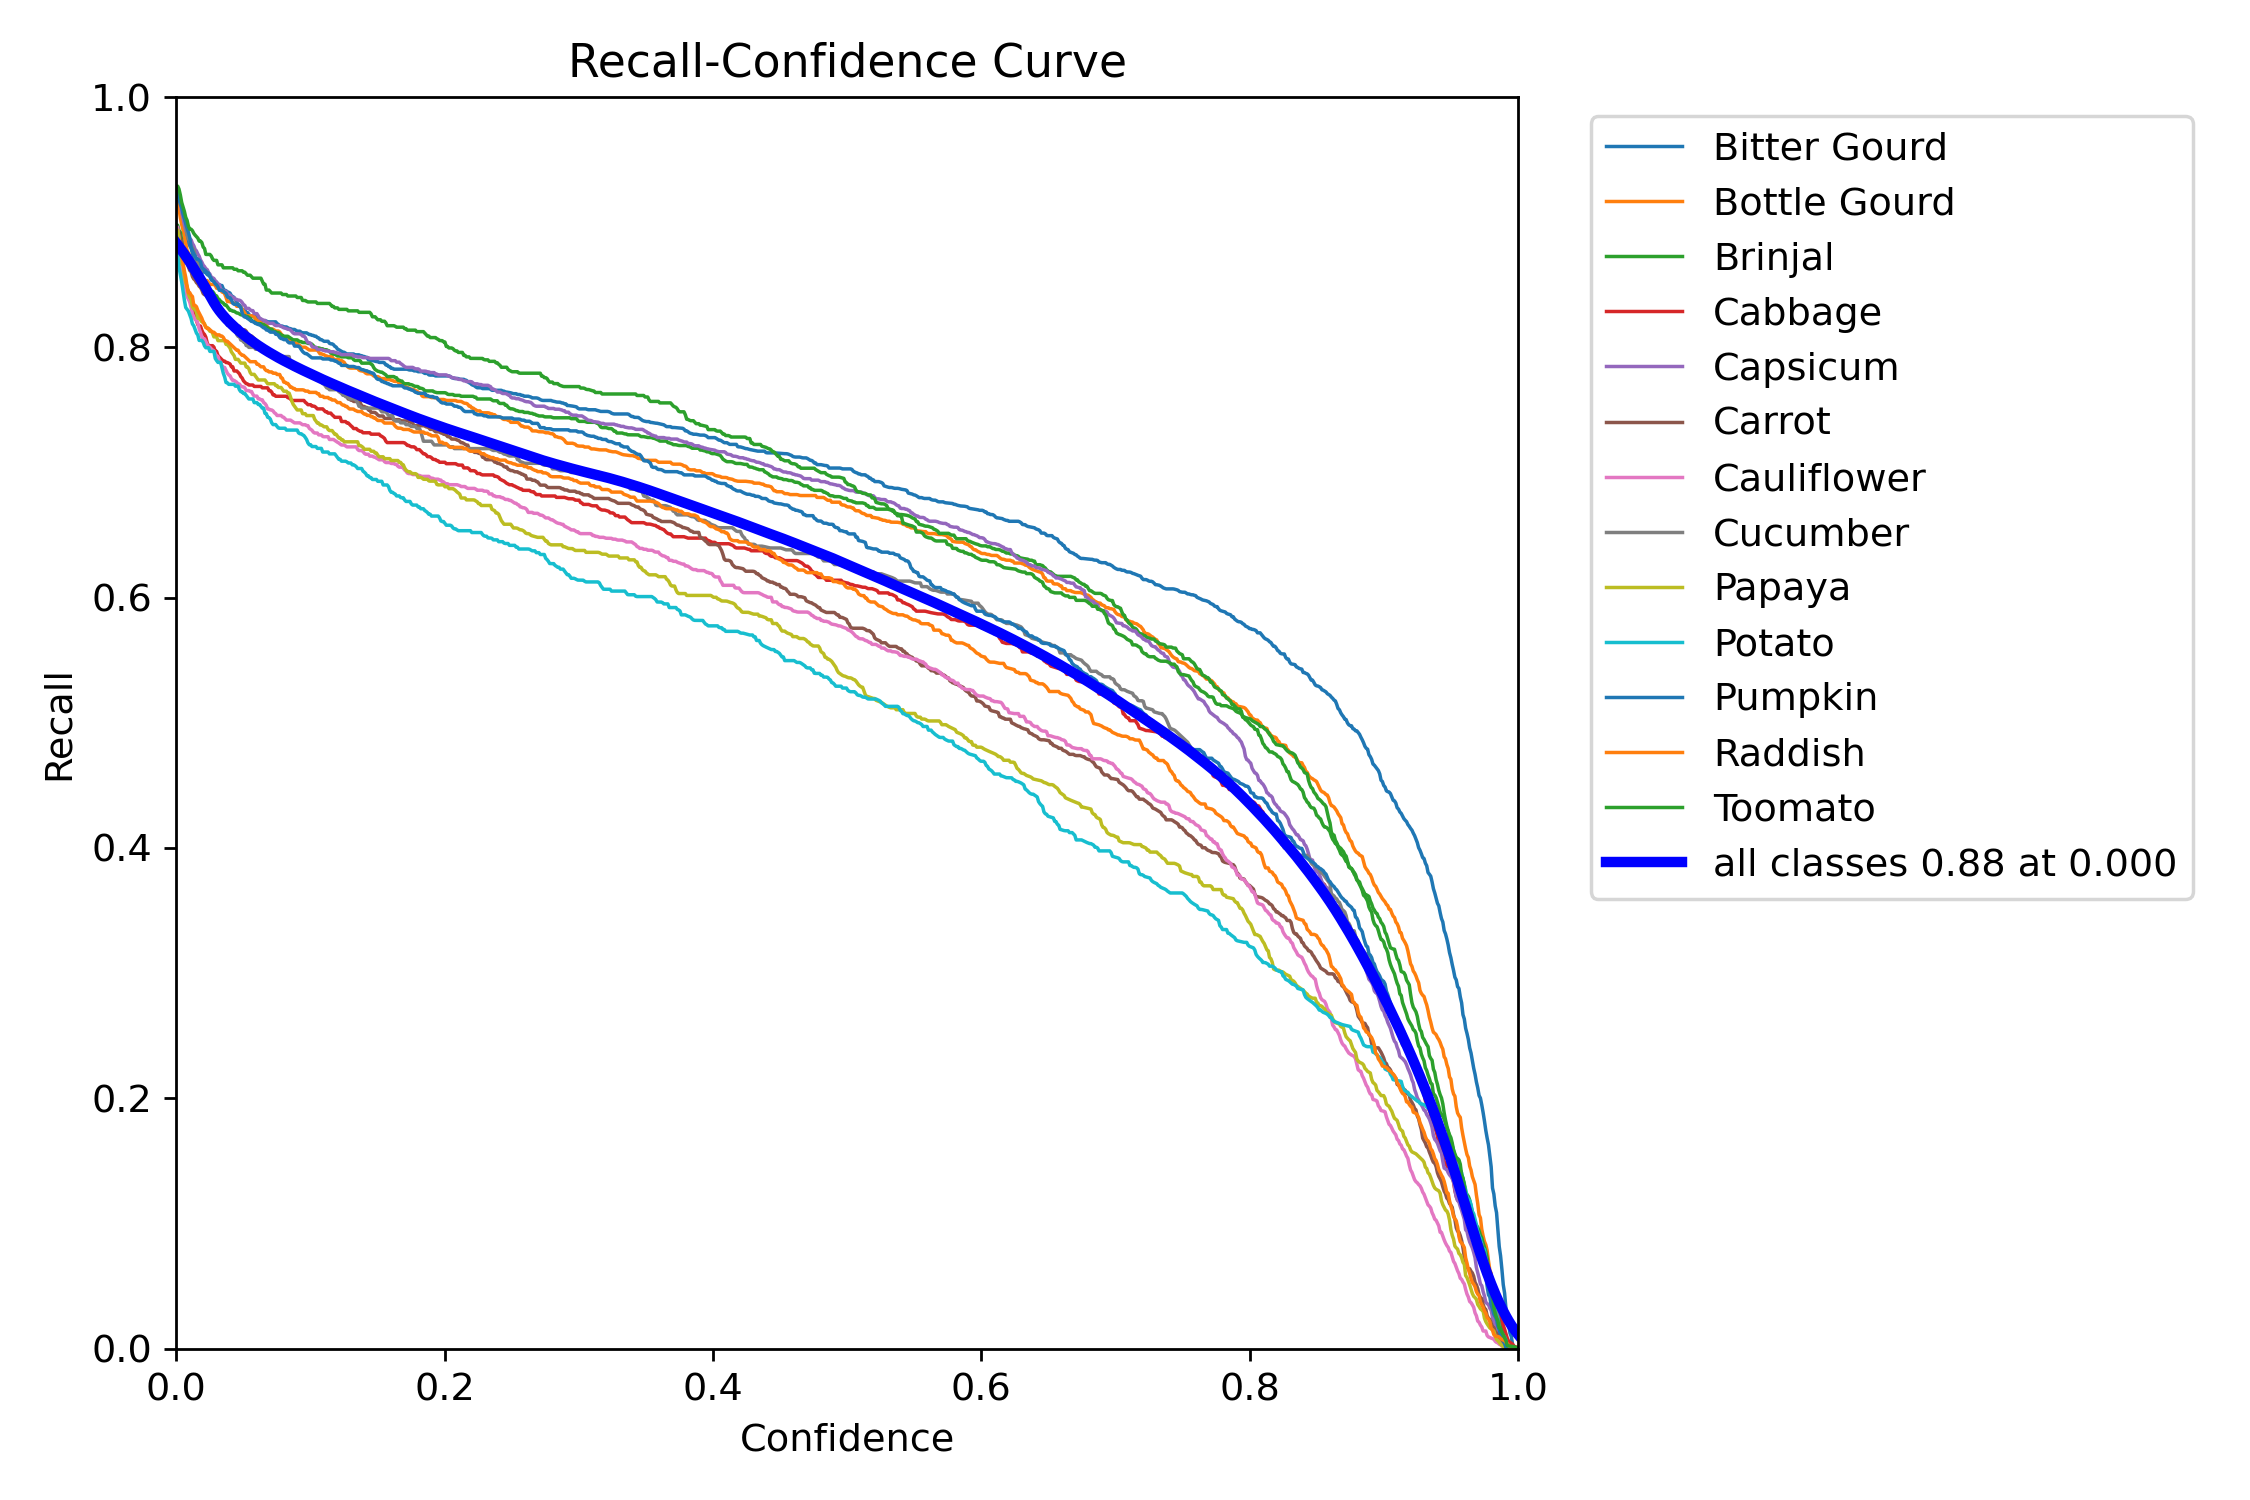 Recall-Confidence Curve
1.0
0.8
0.6
0.4
0.2
0.0
Recall
0.0 0.2 0.4 0.6 0.8 1.0
Confidence
Bitter Gourd
Bottle Gourd
Brinjal
Cabbage
Capsicum
Carrot
Cauliflower
Cucumber
Papaya
Potato
Pumpkin
Raddish
Toomato
all classes 0.88 at 0.000